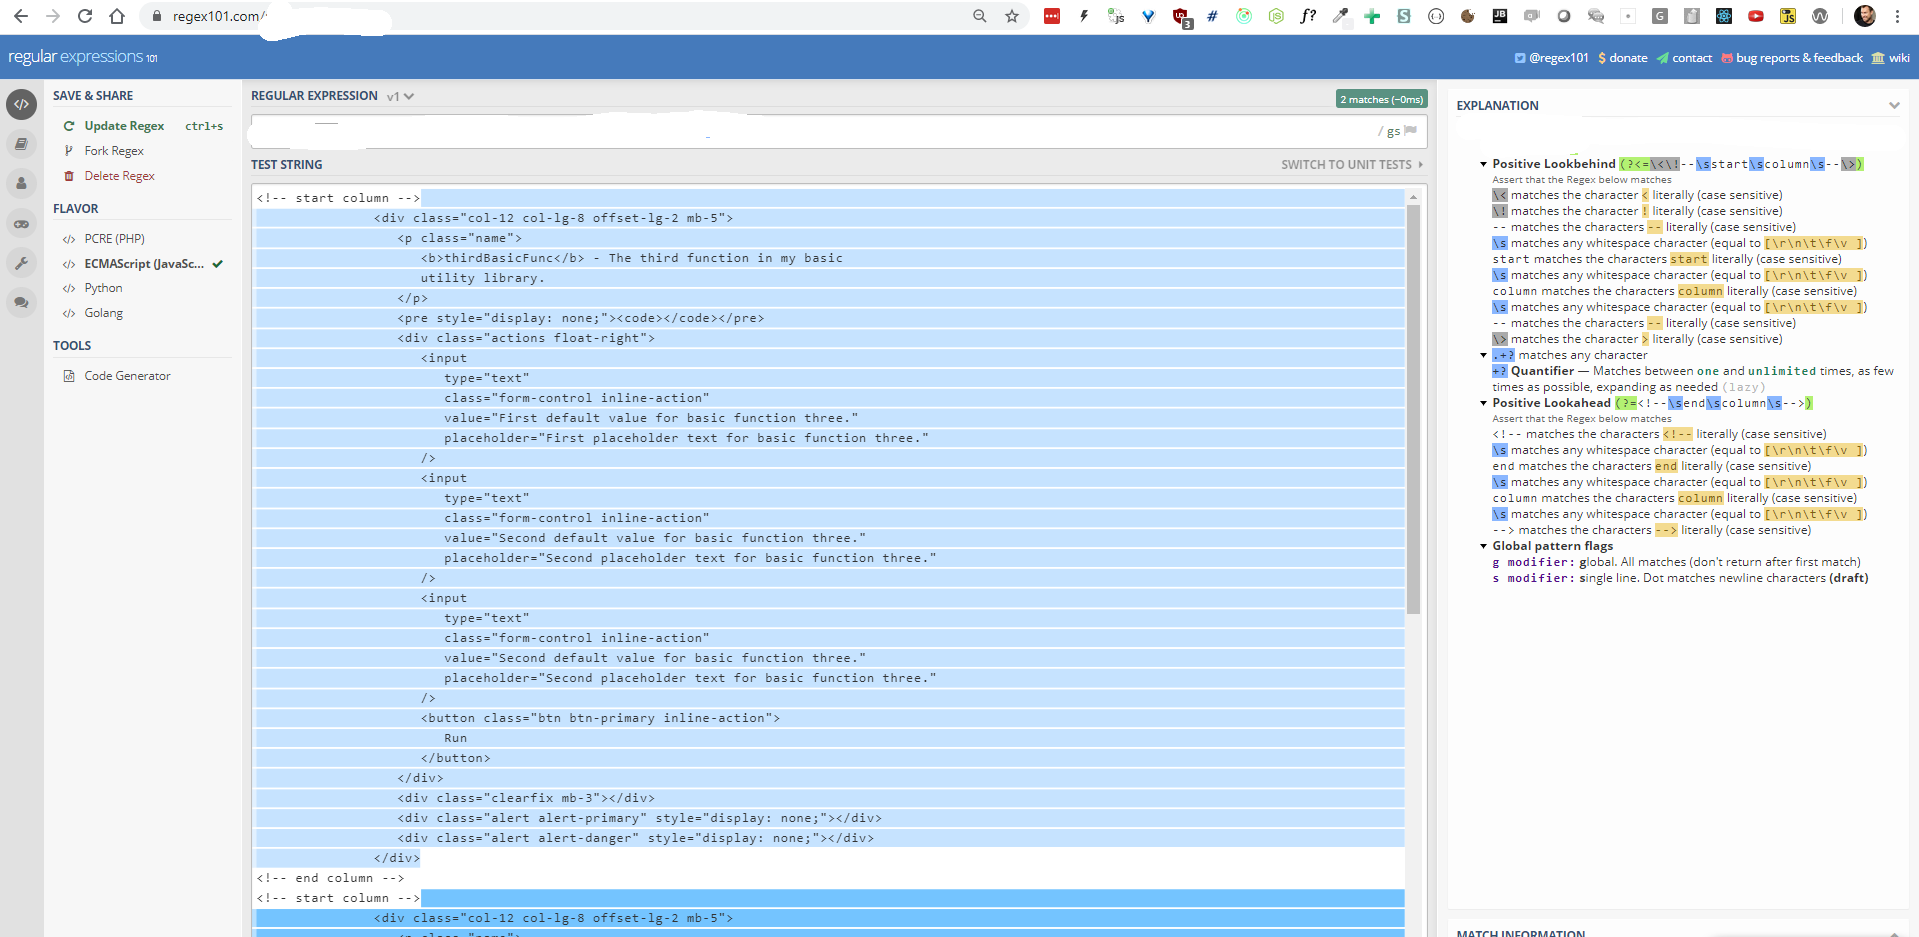 regex101.com/
3
f?
JB
G
JS
regular expressions 101
@regex101 $ donate contact bug reports & feedback wiki
SAVE & SHARE
Update Regex ctrl+s
Fork Regex
Delete Regex
FLAVOR
</> PCRE (PHP)
</> ECMAScript (JavaSc...
</> Python
</> Golang
TOOLS
Code Generator
REGULAR EXPRESSION v1
2 matches (~0ms)
/ gs
TEST STRING
SWITCH TO UNIT TESTS
<!-- start column -->
<div class="col-12 col-lg-8 offset-lg-2 mb-5">
<p class="name">
<b>thirdBasicFunc</b> - The third function in my basic
utility library.
</p>
<pre style="display: none;"><code></code></pre>
<div class="actions float-right">
<input
type="text"
class="form-control inline-action"
value="First default value for basic function three."
placeholder="First placeholder text for basic function three."
/>
<input
type="text"
class="form-control inline-action"
value="Second default value for basic function three."
placeholder="Second placeholder text for basic function three."
/>
<input
type="text"
class="form-control inline-action"
value="Second default value for basic function three."
placeholder="Second placeholder text for basic function three."
/>
<button class="btn btn-primary inline-action">
Run
</button>
</div>
<div class="clearfix mb-3"></div>
<div class="alert alert-primary" style="display: none;"></div>
<div class="alert alert-danger" style="display: none;"></div>
</div>
<!-- end column -->
<!-- start column -->
<div class="col-12 col-lg-8 offset-lg-2 mb-5">
<p class="name">
EXPLANATION
Positive Lookbehind (?<=\<\!--\sstart\scolumn\s--\>)
Assert that the Regex below matches
\< matches the character < literally (case sensitive)
\! matches the character ! literally (case sensitive)
-- matches the characters -- literally (case sensitive)
\s matches any whitespace character (equal to [\r\n\t\f\v ])
start matches the characters start literally (case sensitive)
\s matches any whitespace character (equal to [\r\n\t\f\v ])
column matches the characters column literally (case sensitive)
\s matches any whitespace character (equal to [\r\n\t\f\v ])
-- matches the characters -- literally (case sensitive)
\> matches the character > literally (case sensitive)
.+? matches any character
+? Quantifier — Matches between one and unlimited times, as few
times as possible, expanding as needed (lazy)
Positive Lookahead (?=<!--\send\scolumn\s-->)
Assert that the Regex below matches
<!-- matches the characters <!-- literally (case sensitive)
\s matches any whitespace character (equal to [\r\n\t\f\v ])
end matches the characters end literally (case sensitive)
\s matches any whitespace character (equal to [\r\n\t\f\v ])
column matches the characters column literally (case sensitive)
\s matches any whitespace character (equal to [\r\n\t\f\v ])
--> matches the characters --> literally (case sensitive)
Global pattern flags
g modifier: global. All matches (don't return after first match)
s modifier: single line. Dot matches newline characters (draft)
MATCH INFORMATION